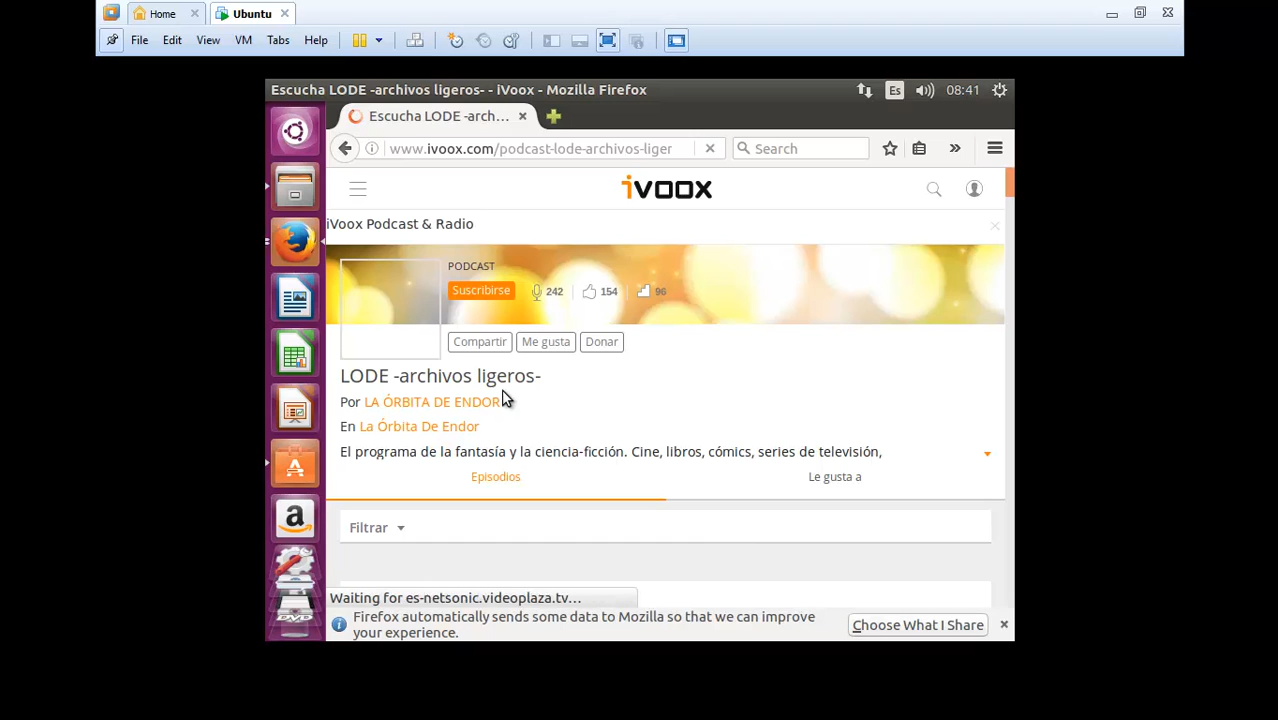 Home
Ubuntu
File Edit View VM Tabs Help
Escucha LODE -archivos ligeros- - iVoox - Mozilla Firefox
Es
08:41
Escucha LODE -arch...
www.ivoox.com/podcast-lode-archivos-liger
Search
ivoox
iVoox Podcast & Radio
PODCAST
Suscribirse 242 154 96
Compartir Me gusta Donar
LODE -archivos ligeros-
Por LA ÓRBITA DE ENDOR
En La Órbita De Endor
El programa de la fantasía y la ciencia-ficción. Cine, libros, cómics, series de televisión,
Episodios Le gusta a
Filtrar
a
DVD
Waiting for es-netsonic.videoplaza.tv...
Firefox automatically sends some data to Mozilla so that we can improve
your experience.
Choose What I Share